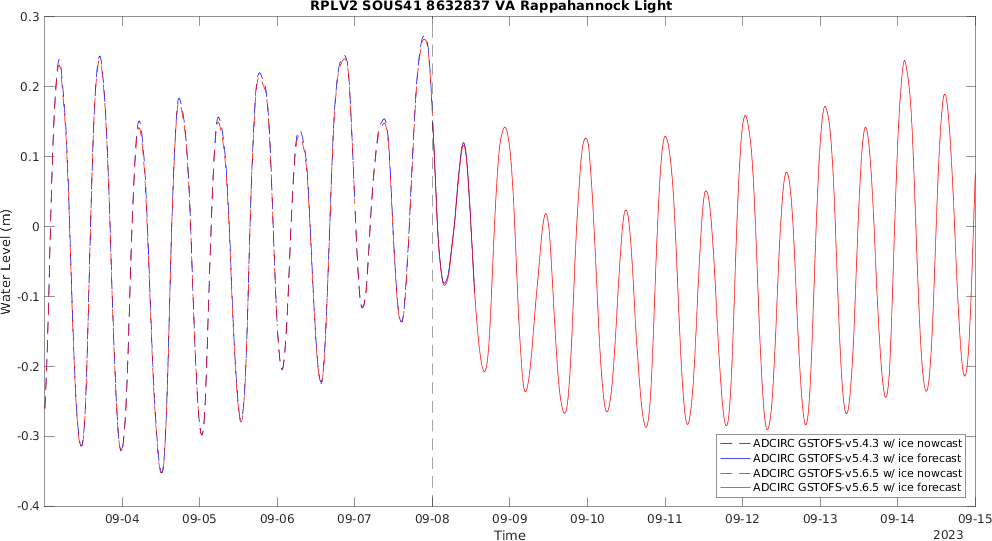 RPLV2 SOUS41 8632837 VA Rappahannock Light
0.3
0.2
0.1
0
-0.1
-0.2
-0.3
-0.4
Water Level (m)
ADCIRC GSTOFS-v5.4.3 w/ ice nowcast
ADCIRC GSTOFS-v5.4.3 w/ ice forecast
ADCIRC GSTOFS-v5.6.5 w/ ice nowcast
ADCIRC GSTOFS-v5.6.5 w/ ice forecast
09-04 09-05 09-06 09-07 09-08 09-09 09-10 09-11 09-12 09-13 09-14 09-15
Time
2023